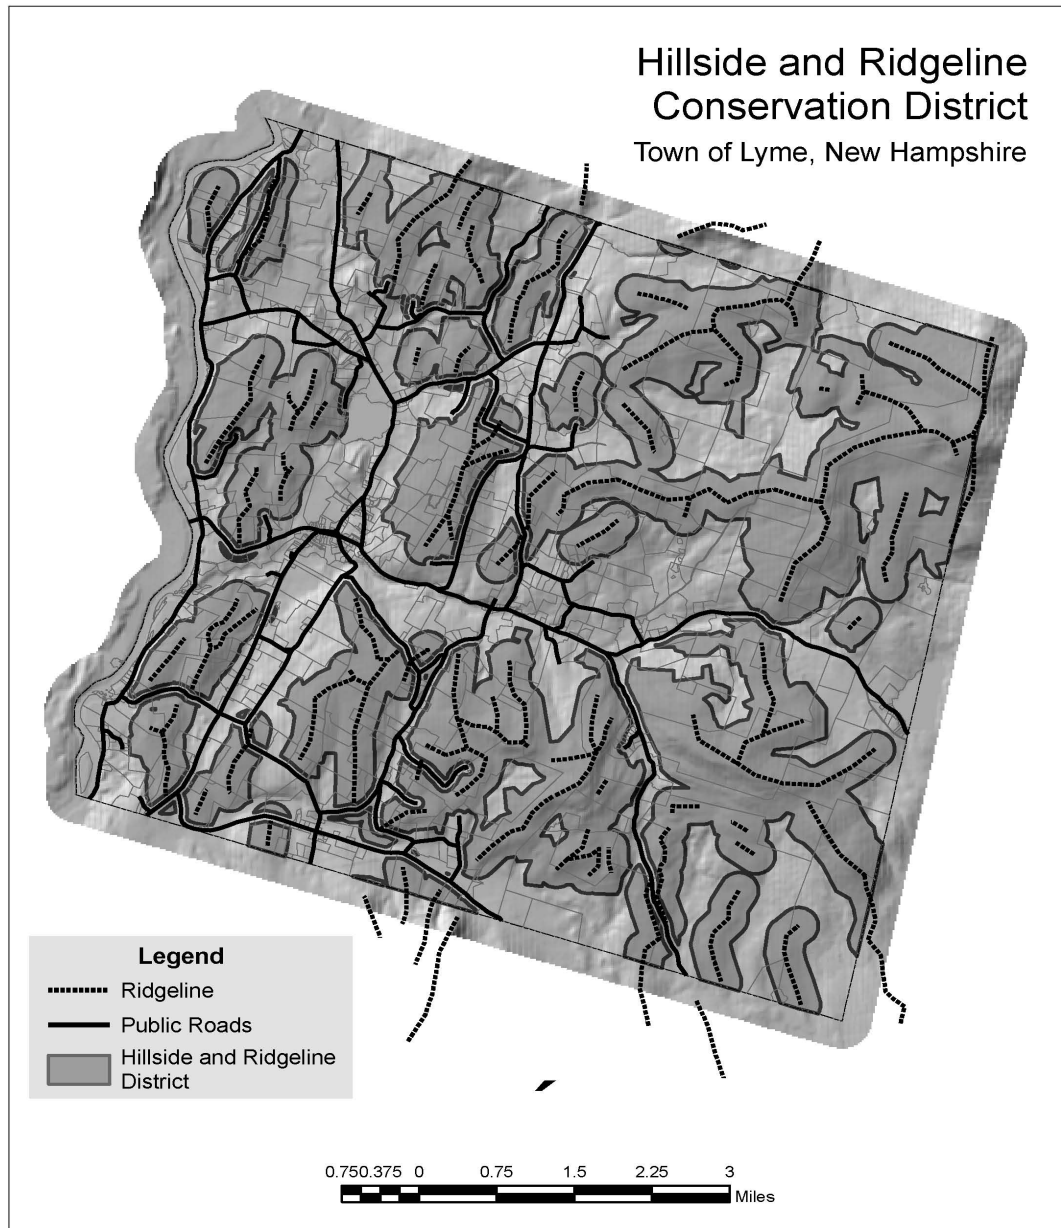 Hillside and Ridgeline
Conservation District
Town of Lyme, New Hampshire
Legend
Ridgeline
Public Roads
Hillside and Ridgeline
District
0.750.375 0 0.75 1.5 2.25 3
Miles